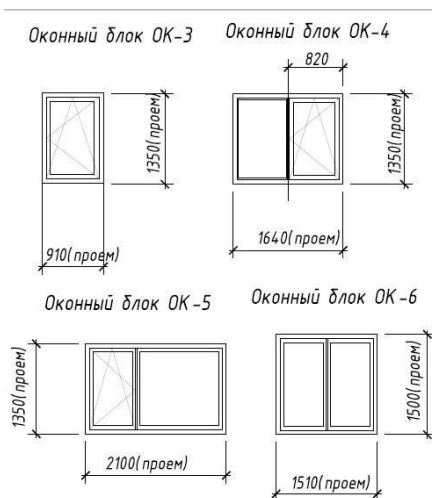 Оконный блок ОК-3
Оконный блок ОК-4
820
1350(проем)
1350(проем)
910(проем)
1640(проем)
Оконный блок ОК-5
Оконный блок ОК-6
1350(проем)
1500(проем)
2100(проем)
1510(проем)